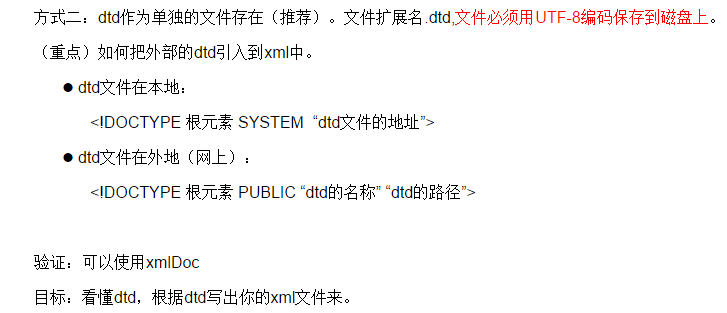 方式二：dtd作为单独的文件存在（推荐）。文件扩展名.dtd,文件必须用UTF-8编码保存到磁盘上。
（重点）如何把外部的dtd引入到xml中。
● dtd文件在本地：
<!DOCTYPE 根元素 SYSTEM “dtd文件的地址”>
● dtd文件在外地（网上）：
<!DOCTYPE 根元素 PUBLIC “dtd的名称” “dtd的路径”>
验证：可以使用xmlDoc
目标：看懂dtd，根据dtd写出你的xml文件来。